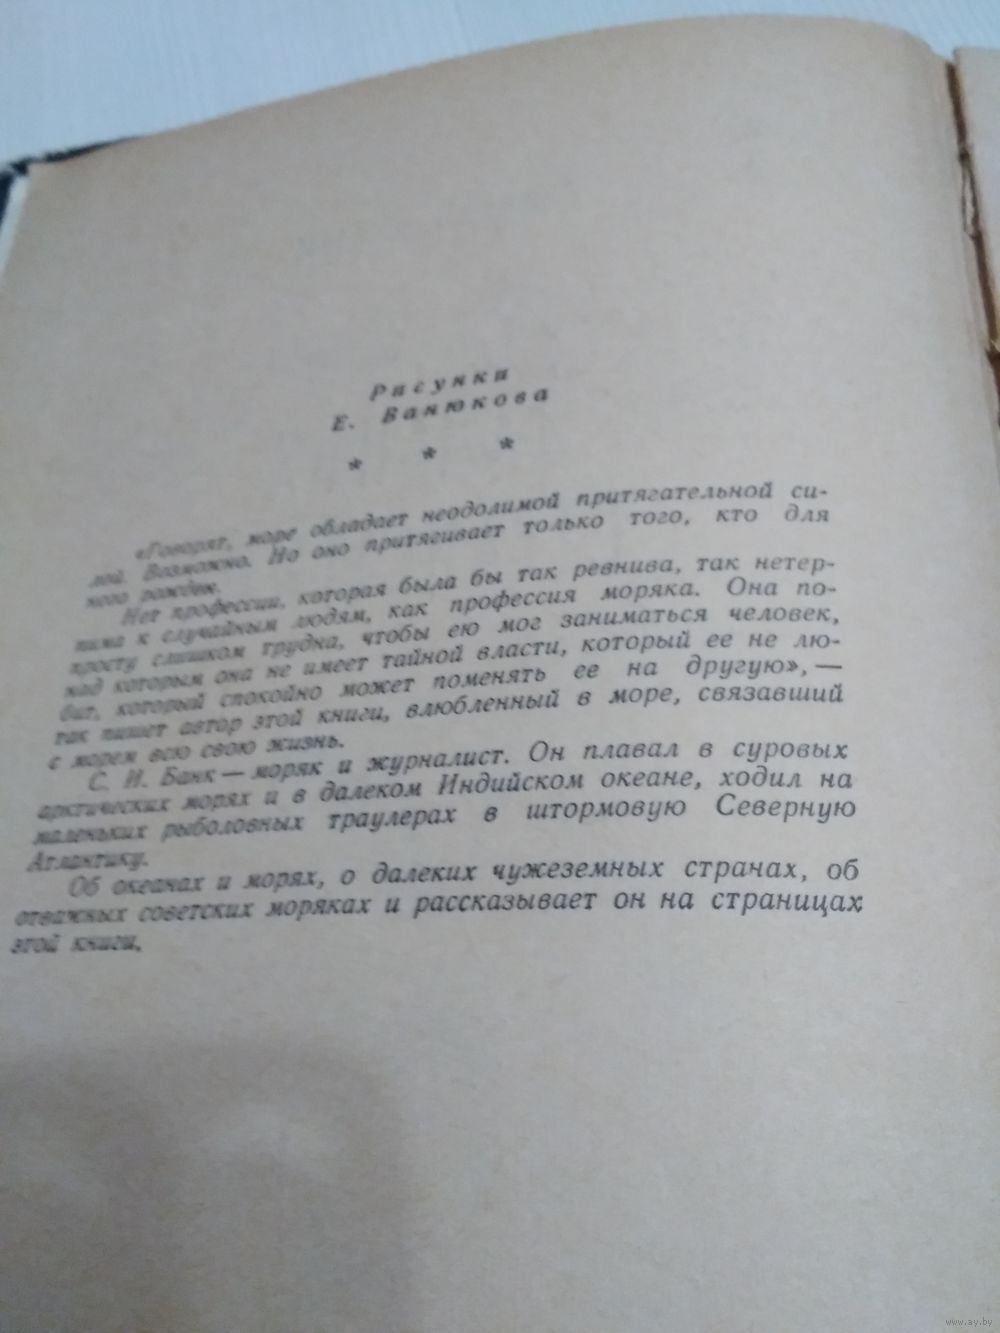 Рисунки
Е. Ванюкова
* * *
«Говорят, море обладает неодолимой притягательной си-
лой. Возможно. Но оно притягивает только того, кто для
него рожден.
Нет профессии, которая была бы так ревнива, так нетер-
пима к случайным людям, как профессия моряка. Она по-
просту слишком трудна, чтобы ею мог заниматься человек,
над которым она не имеет тайной власти, который ее не лю-
бит, который спокойно может поменять ее на другую», —
так пишет автор этой книги, влюбленный в море, связавший
с морем всю свою жизнь.
С. И. Банк — моряк и журналист. Он плавал в суровых
арктических морях и в далеком Индийском океане, ходил на
маленьких рыболовных траулерах в штормовую Северную
Атлантику.
Об океанах и морях, о далеких чужеземных странах, об
отважных советских моряках и рассказывает он на страницах
этой книги.
www.ay.by